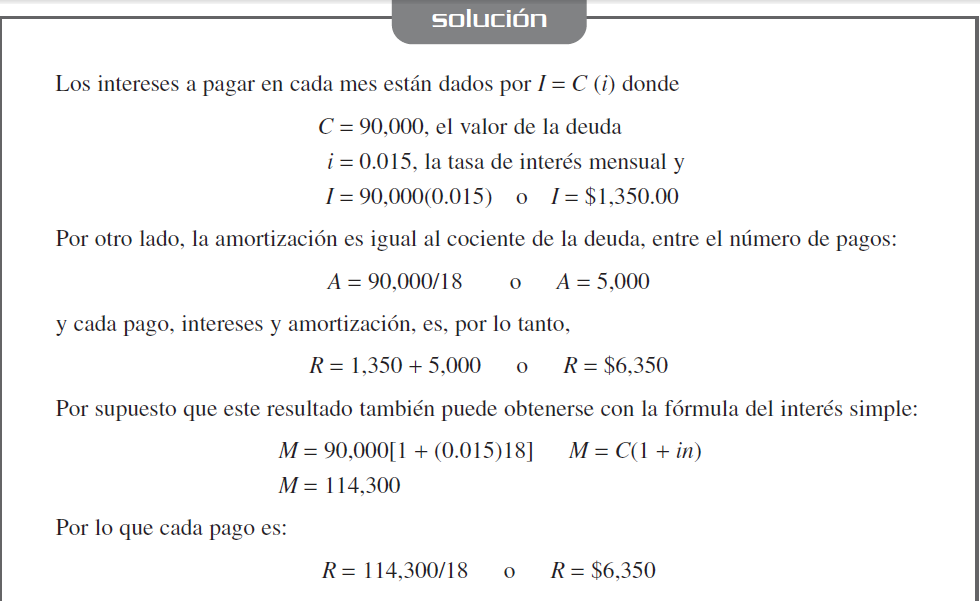 solución
Los intereses a pagar en cada mes están dados por I = C (i) donde
C = 90,000, el valor de la deuda
i = 0.015, la tasa de interés mensual y
I = 90,000(0.015) o I = $1,350.00
Por otro lado, la amortización es igual al cociente de la deuda, entre el número de pagos:
A = 90,000/18 o A = 5,000
y cada pago, intereses y amortización, es, por lo tanto,
R = 1,350 + 5,000 o R = $6,350
Por supuesto que este resultado también puede obtenerse con la fórmula del interés simple:
M = 90,000[1 + (0.015)18] M = C(1 + in)
M = 114,300
Por lo que cada pago es:
R = 114,300/18 o R = $6,350